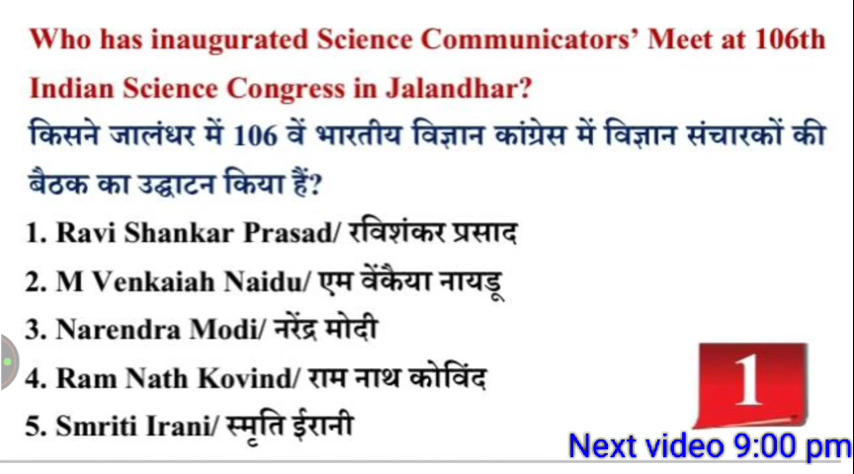 Who has inaugurated Science Communicators' Meet at 106th
Indian Science Congress in Jalandhar?
किसने जालंधर में 106 वें भारतीय विज्ञान कांग्रेस में विज्ञान संचारकों की
बैठक का उद्घाटन किया हैं?
1. Ravi Shankar Prasad/ रविशंकर प्रसाद
2. M Venkaiah Naidu/ एम वेंकैया नायडू
3. Narendra Modi/ नरेंद्र मोदी
4. Ram Nath Kovind/ राम नाथ कोविंद
5. Smriti Irani/ स्मृति ईरानी
1
Next video 9:00 pm